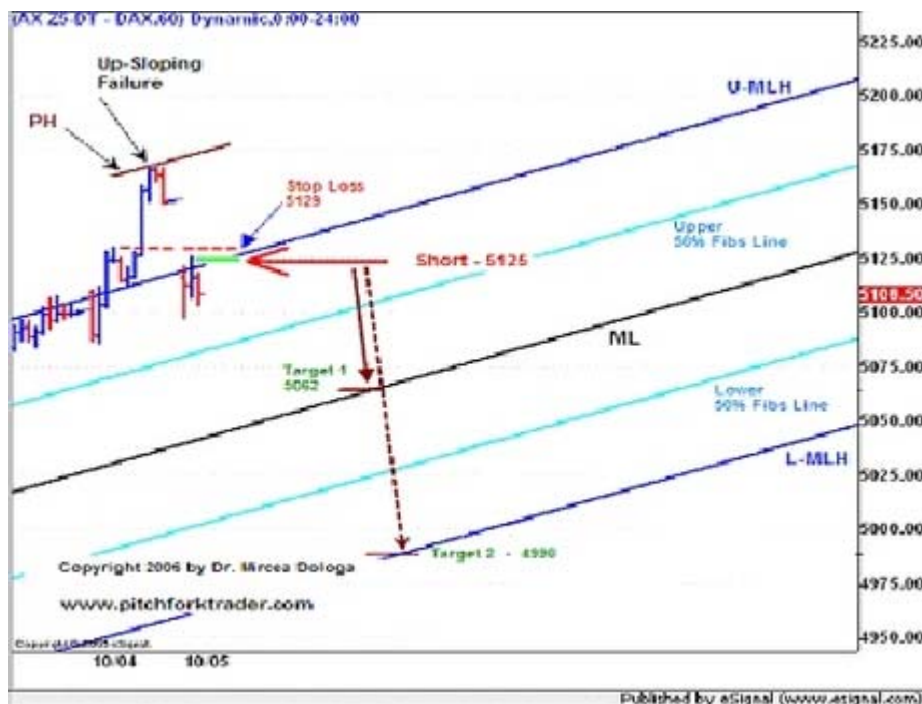 (AX Z5-DT - DAX,60) Dynamic,0:00-24:00
5225.00
Up-Sloping
Failure
U-MLH
5200.00
PH
5175.00
Stop Loss
5129
5150.00
Upper
50% Fibs Line
Short - 5125
5125.00
5108.50
5100.00
ML
Target 1
5062
5075.00
Lower
50% Fibs Line
5050.00
L-MLH
5025.00
5000.00
Target 2 - 4990
Copyright 2006 by Dr. Mircea Dologa
4975.00
www.pitchforktrader.com
4950.00
Copyright 2005 eSignal.
10/04 10/05
Published by eSignal (www.esignal.com)